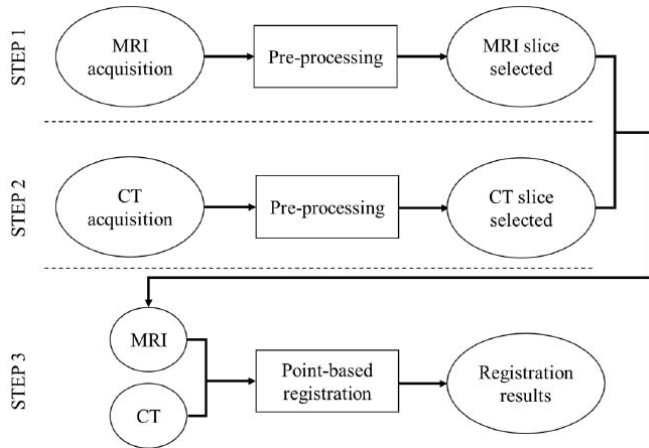 STEP 1
MRI
acquisition
Pre-processing
MRI slice
selected
STEP 2
CT
acquisition
Pre-processing
CT slice
selected
STEP 3
MRI
CT
Point-based
registration
Registration
results